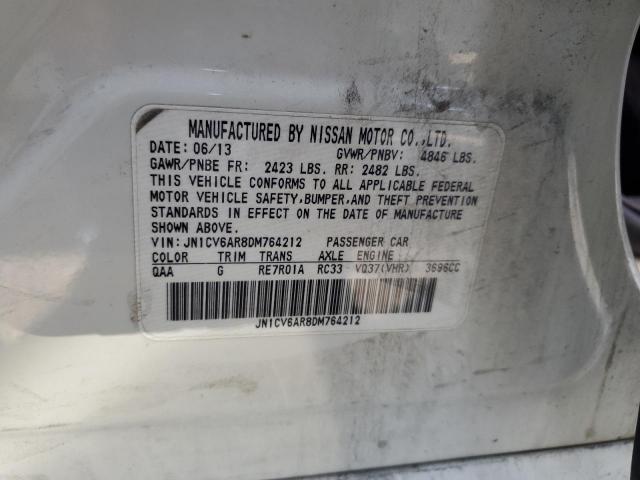 MANUFACTURED BY NISSAN MOTOR CO.,LTD.
DATE: 06/13 GVWR/PNBV: 4846 LBS.
GAWR/PNBE FR: 2423 LBS. RR: 2482 LBS.
THIS VEHICLE CONFORMS TO ALL APPLICABLE FEDERAL
MOTOR VEHICLE SAFETY, BUMPER, AND THEFT PREVENTION
STANDARDS IN EFFECT ON THE DATE OF MANUFACTURE
SHOWN ABOVE.
VIN: JN1CV6AR8DM764212 PASSENGER CAR
COLOR TRIM TRANS AXLE ENGINE
QAA G RE7R01A RC33 VQ37(VHR) 3696CC
JN1CV6AR8DM764212